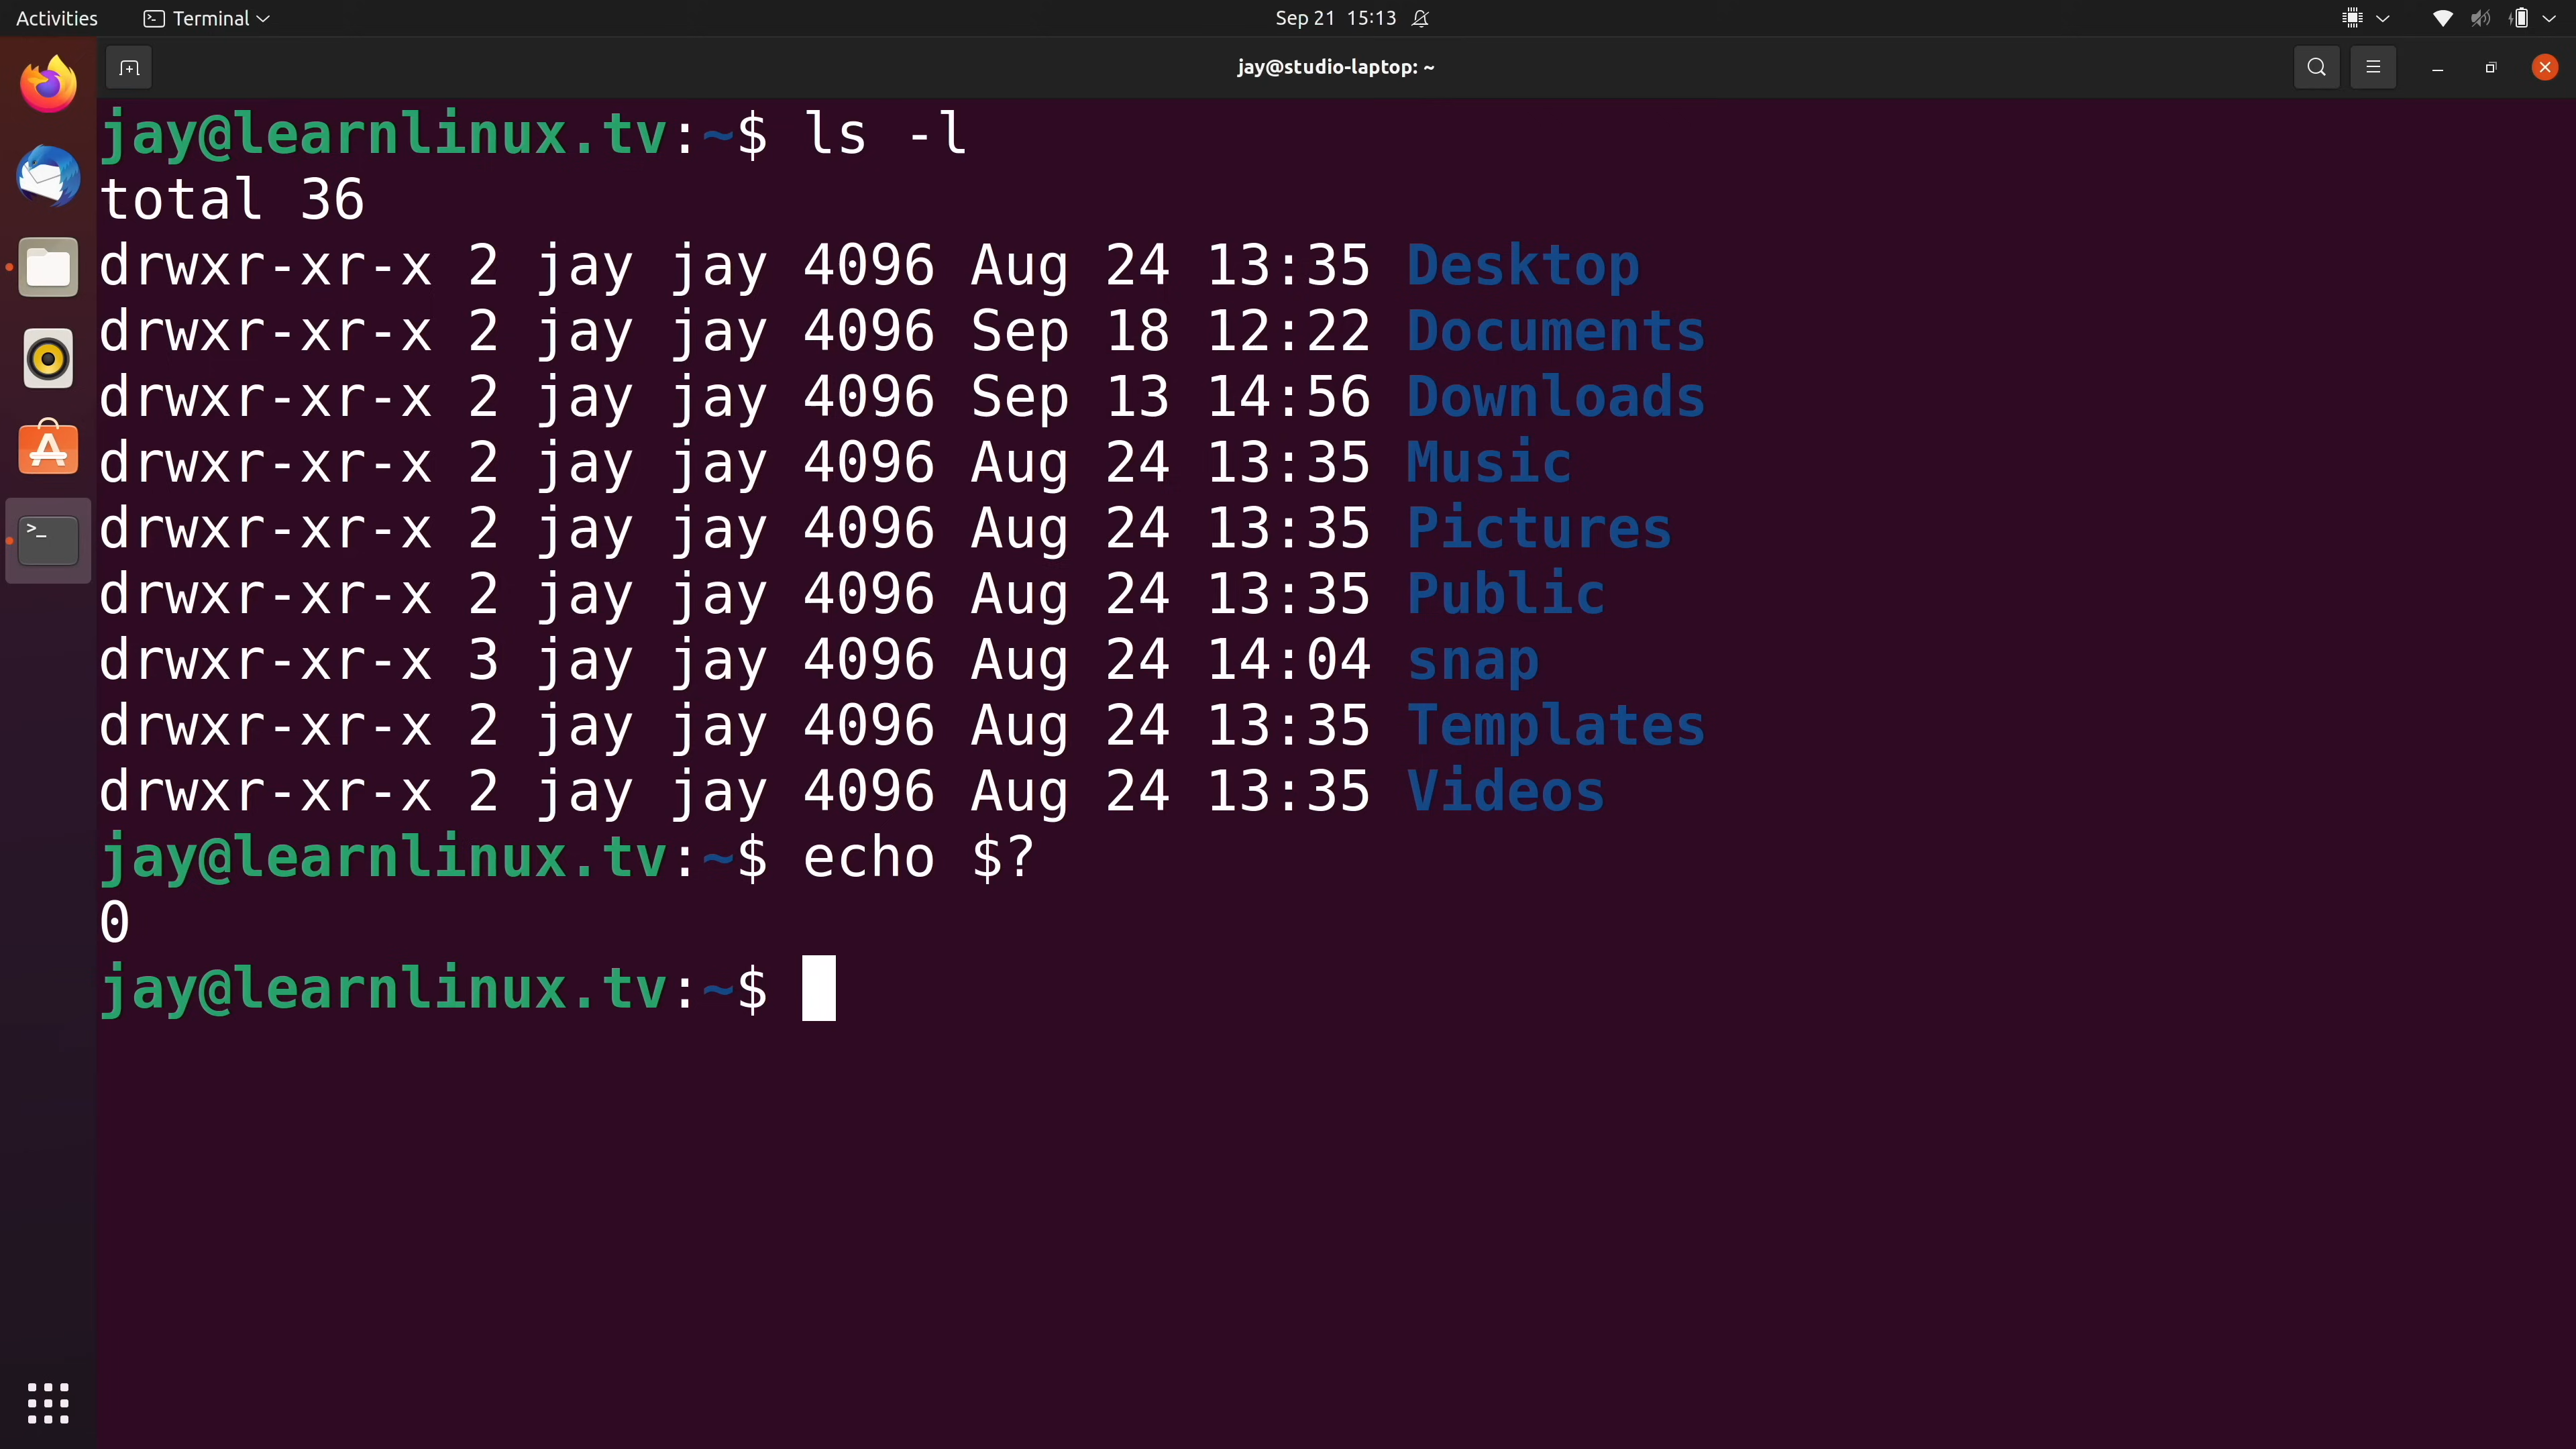 Activities Terminal Sep 21 15:13
jay@studio-laptop: ~
jay@learnlinux.tv:~$ ls -l
total 36
drwxr-xr-x 2 jay jay 4096 Aug 24 13:35 Desktop
drwxr-xr-x 2 jay jay 4096 Sep 18 12:22 Documents
drwxr-xr-x 2 jay jay 4096 Sep 13 14:56 Downloads
drwxr-xr-x 2 jay jay 4096 Aug 24 13:35 Music
drwxr-xr-x 2 jay jay 4096 Aug 24 13:35 Pictures
drwxr-xr-x 2 jay jay 4096 Aug 24 13:35 Public
drwxr-xr-x 3 jay jay 4096 Aug 24 14:04 snap
drwxr-xr-x 2 jay jay 4096 Aug 24 13:35 Templates
drwxr-xr-x 2 jay jay 4096 Aug 24 13:35 Videos
jay@learnlinux.tv:~$ echo $?
0
jay@learnlinux.tv:~$